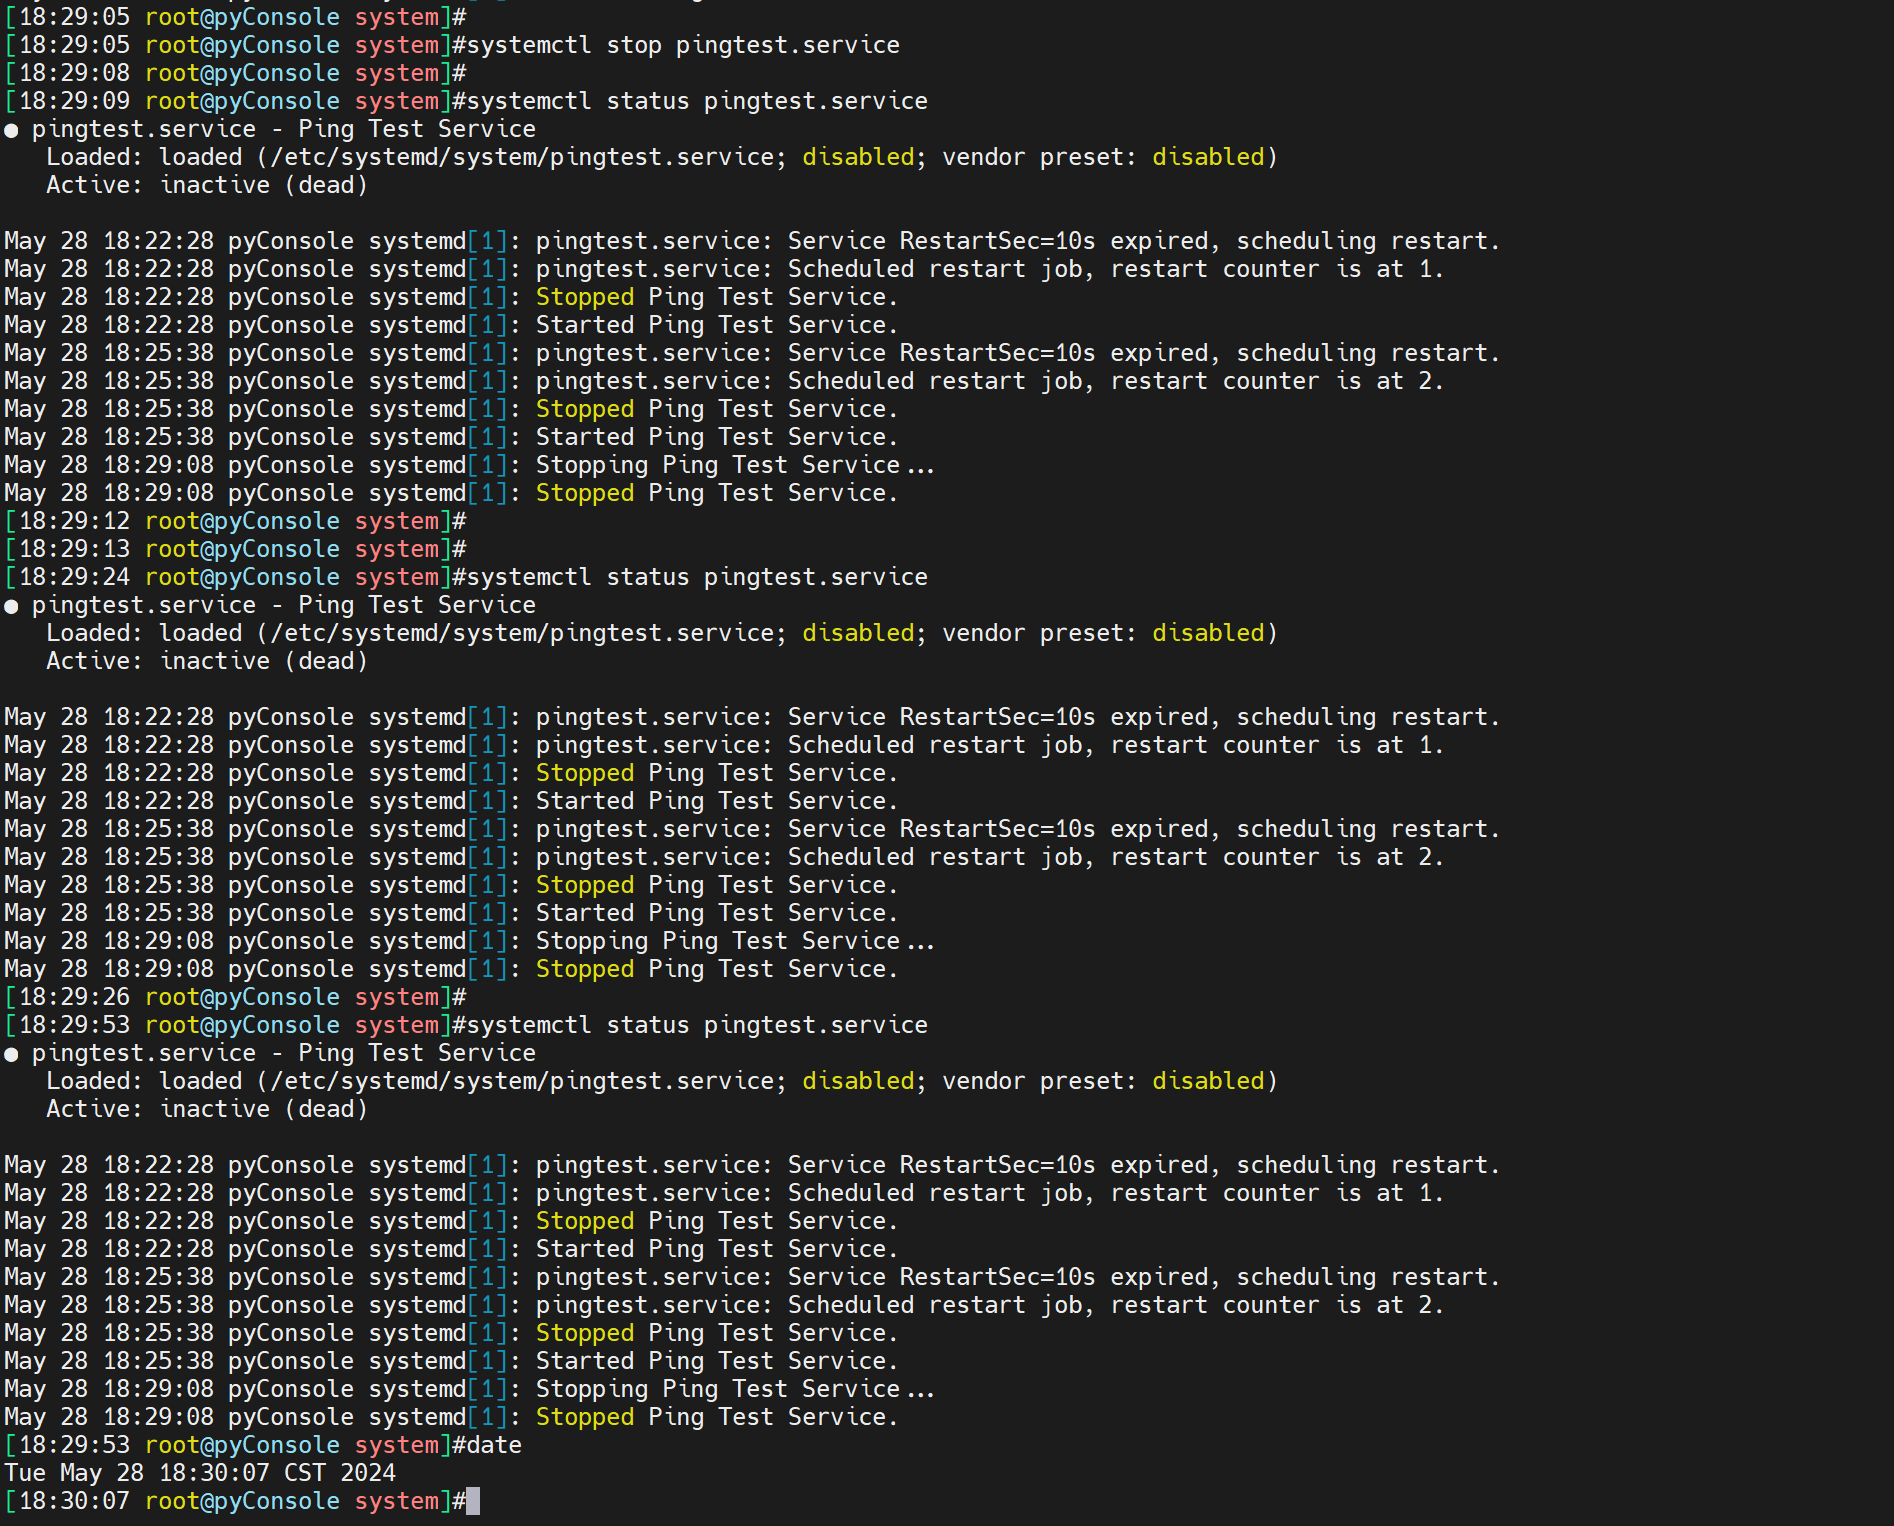 [18:29:05 root@pyConsole system]#
[18:29:05 root@pyConsole system]#systemctl stop pingtest.service
[18:29:08 root@pyConsole system]#
[18:29:09 root@pyConsole system]#systemctl status pingtest.service
● pingtest.service - Ping Test Service
   Loaded: loaded (/etc/systemd/system/pingtest.service; disabled; vendor preset: disabled)
   Active: inactive (dead)

May 28 18:22:28 pyConsole systemd[1]: pingtest.service: Service RestartSec=10s expired, scheduling restart.
May 28 18:22:28 pyConsole systemd[1]: pingtest.service: Scheduled restart job, restart counter is at 1.
May 28 18:22:28 pyConsole systemd[1]: Stopped Ping Test Service.
May 28 18:22:28 pyConsole systemd[1]: Started Ping Test Service.
May 28 18:25:38 pyConsole systemd[1]: pingtest.service: Service RestartSec=10s expired, scheduling restart.
May 28 18:25:38 pyConsole systemd[1]: pingtest.service: Scheduled restart job, restart counter is at 2.
May 28 18:25:38 pyConsole systemd[1]: Stopped Ping Test Service.
May 28 18:25:38 pyConsole systemd[1]: Started Ping Test Service.
May 28 18:29:08 pyConsole systemd[1]: Stopping Ping Test Service...
May 28 18:29:08 pyConsole systemd[1]: Stopped Ping Test Service.
[18:29:12 root@pyConsole system]#
[18:29:13 root@pyConsole system]#
[18:29:24 root@pyConsole system]#systemctl status pingtest.service
● pingtest.service - Ping Test Service
   Loaded: loaded (/etc/systemd/system/pingtest.service; disabled; vendor preset: disabled)
   Active: inactive (dead)

May 28 18:22:28 pyConsole systemd[1]: pingtest.service: Service RestartSec=10s expired, scheduling restart.
May 28 18:22:28 pyConsole systemd[1]: pingtest.service: Scheduled restart job, restart counter is at 1.
May 28 18:22:28 pyConsole systemd[1]: Stopped Ping Test Service.
May 28 18:22:28 pyConsole systemd[1]: Started Ping Test Service.
May 28 18:25:38 pyConsole systemd[1]: pingtest.service: Service RestartSec=10s expired, scheduling restart.
May 28 18:25:38 pyConsole systemd[1]: pingtest.service: Scheduled restart job, restart counter is at 2.
May 28 18:25:38 pyConsole systemd[1]: Stopped Ping Test Service.
May 28 18:25:38 pyConsole systemd[1]: Started Ping Test Service.
May 28 18:29:08 pyConsole systemd[1]: Stopping Ping Test Service...
May 28 18:29:08 pyConsole systemd[1]: Stopped Ping Test Service.
[18:29:26 root@pyConsole system]#
[18:29:53 root@pyConsole system]#systemctl status pingtest.service
● pingtest.service - Ping Test Service
   Loaded: loaded (/etc/systemd/system/pingtest.service; disabled; vendor preset: disabled)
   Active: inactive (dead)

May 28 18:22:28 pyConsole systemd[1]: pingtest.service: Service RestartSec=10s expired, scheduling restart.
May 28 18:22:28 pyConsole systemd[1]: pingtest.service: Scheduled restart job, restart counter is at 1.
May 28 18:22:28 pyConsole systemd[1]: Stopped Ping Test Service.
May 28 18:22:28 pyConsole systemd[1]: Started Ping Test Service.
May 28 18:25:38 pyConsole systemd[1]: pingtest.service: Service RestartSec=10s expired, scheduling restart.
May 28 18:25:38 pyConsole systemd[1]: pingtest.service: Scheduled restart job, restart counter is at 2.
May 28 18:25:38 pyConsole systemd[1]: Stopped Ping Test Service.
May 28 18:25:38 pyConsole systemd[1]: Started Ping Test Service.
May 28 18:29:08 pyConsole systemd[1]: Stopping Ping Test Service...
May 28 18:29:08 pyConsole systemd[1]: Stopped Ping Test Service.
[18:29:53 root@pyConsole system]#date
Tue May 28 18:30:07 CST 2024
[18:30:07 root@pyConsole system]#